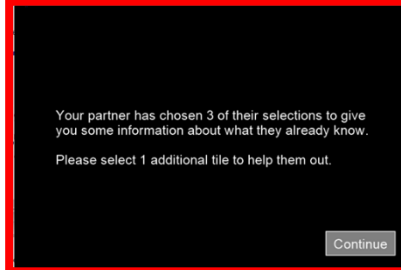 Your partner has chosen 3 of their selections to give
you some information about what they already know.
Please select 1 additional tile to help them out.
Continue